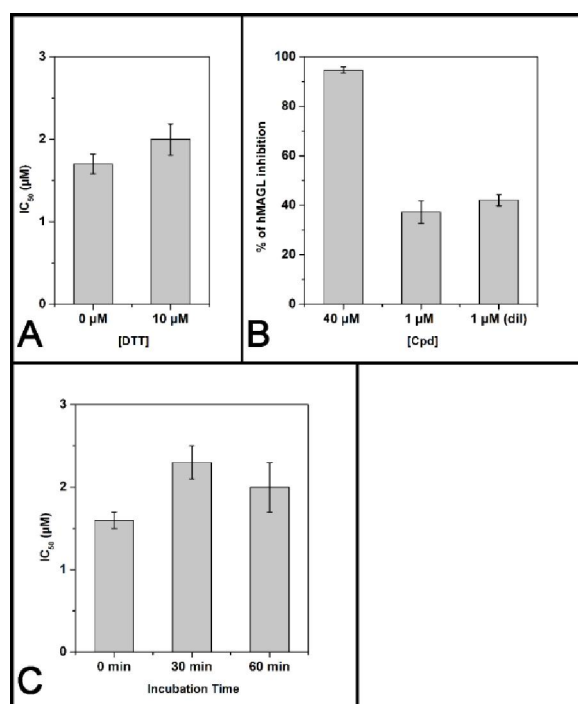 3
2
1
0
IC50 (µM)
0 µM 10 µM
[DTT]
A
100
80
60
40
20
0
% of hMAGL inhibition
40 µM 1 µM 1 µM (dil)
[Cpd]
B
3
2
1
0
IC50 (µM)
0 min 30 min 60 min
Incubation Time
C